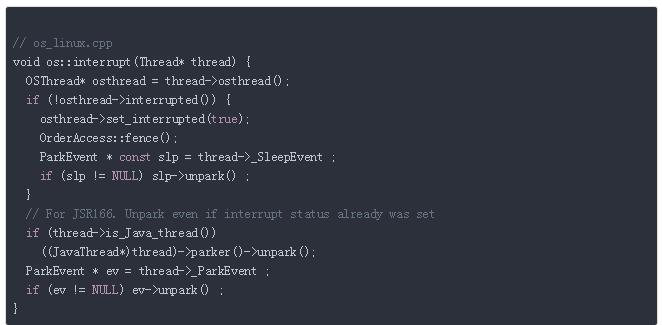 // os_linux.cpp
void os::interrupt(Thread* thread) {
  OSThread* osthread = thread->osthread();
  if (!osthread->interrupted()) {
    osthread->set_interrupted(true);
    OrderAccess::fence();
    ParkEvent * const slp = thread->_SleepEvent ;
    if (slp != NULL) slp->unpark() ;
  }
  // For JSR166. Unpark even if interrupt status already was set
  if (thread->is_Java_thread())
    ((JavaThread*)thread)->parker()->unpark();
  ParkEvent * ev = thread->_ParkEvent ;
  if (ev != NULL) ev->unpark() ;
}